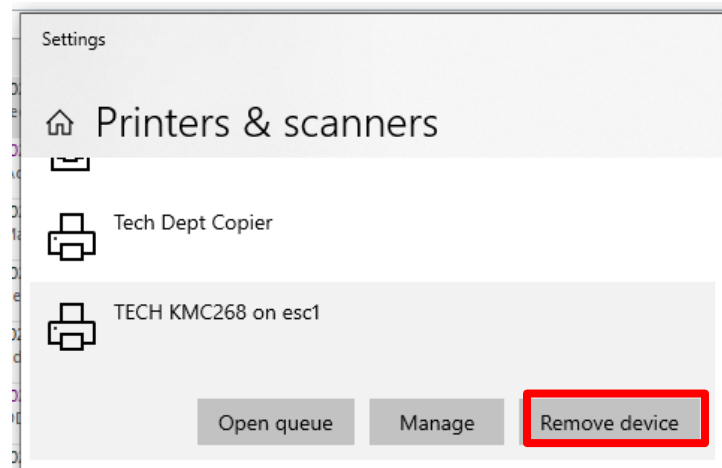 Settings
Printers & scanners
Tech Dept Copier
TECH KMC268 on esc1
Open queue Manage Remove device